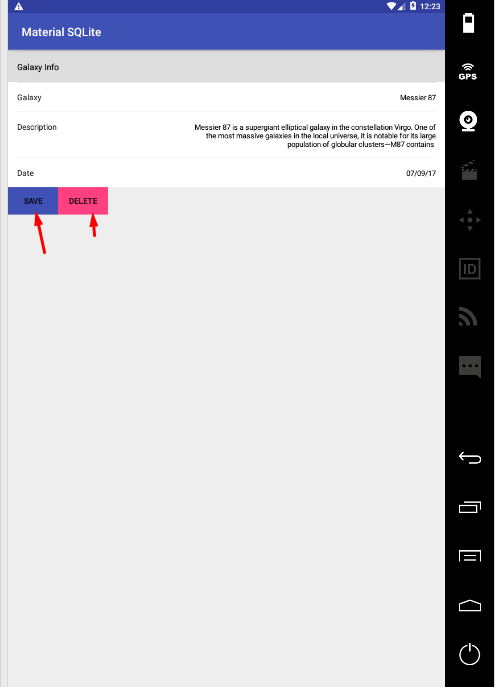 12:23
Material SQLite
Galaxy Info
Galaxy
Messier 87
Description
Messier 87 is a supergiant elliptical galaxy in the constellation Virgo. One of
the most massive galaxies in the local universe, it is notable for its large
population of globular clusters—M87 contains
Date
07/09/17
SAVE
DELETE
GPS
ID